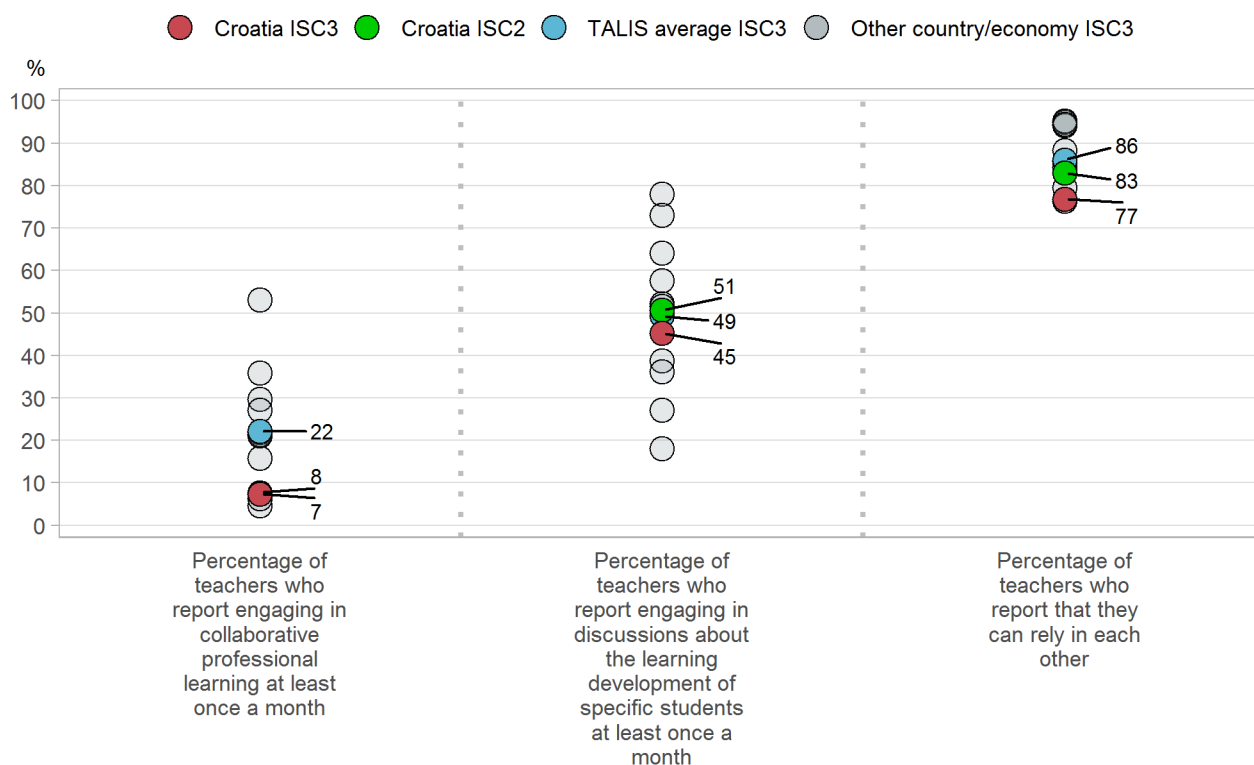 Croatia ISC3 Croatia ISC2 TALIS average ISC3 Other country/economy ISC3
%
100
90
80
70
60
50
40
30
20
10
0
22
8
7
51
49
45
86
83
77
Percentage of
teachers who
report engaging in
collaborative
professional
learning at least
once a month
Percentage of
teachers who
report engaging in
discussions about
the learning
development of
specific students
at least once a
month
Percentage of
teachers who
report that they
can rely in each
other